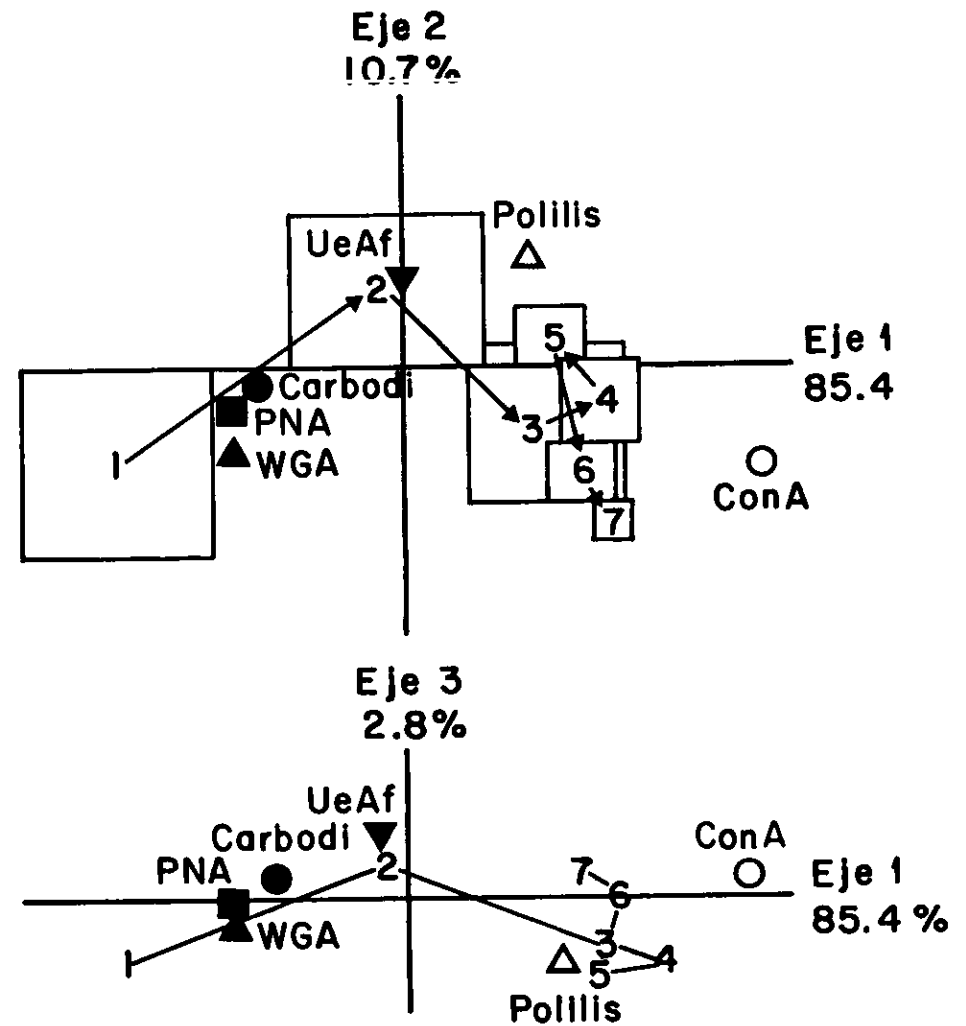 Eje 2
10.7%
Polilis
UeAf
2
5
Eje 1
85.4
Carbodi
4
PNA
3
1
WGA
6
ConA
7
Eje 3
2.8%
UeAf
Carbodi
ConA
PNA
2
7
Eje 1
6
85.4%
WGA
3
1
4
5
Polilis